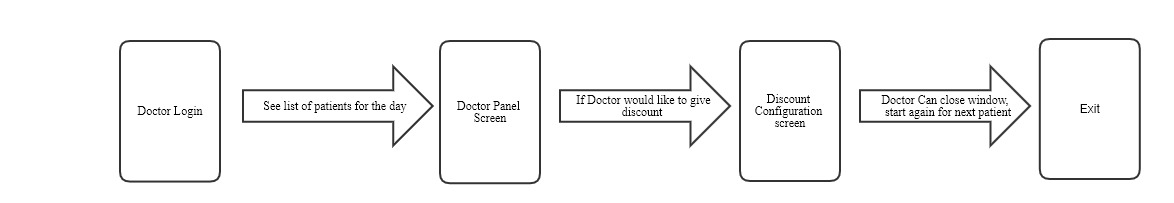 Doctor Login
See list of patients for the day
Doctor Panel
Screen
If Doctor would like to give
discount
Discount
Configuration
screen
Doctor Can close window,
start again for next patient
Exit